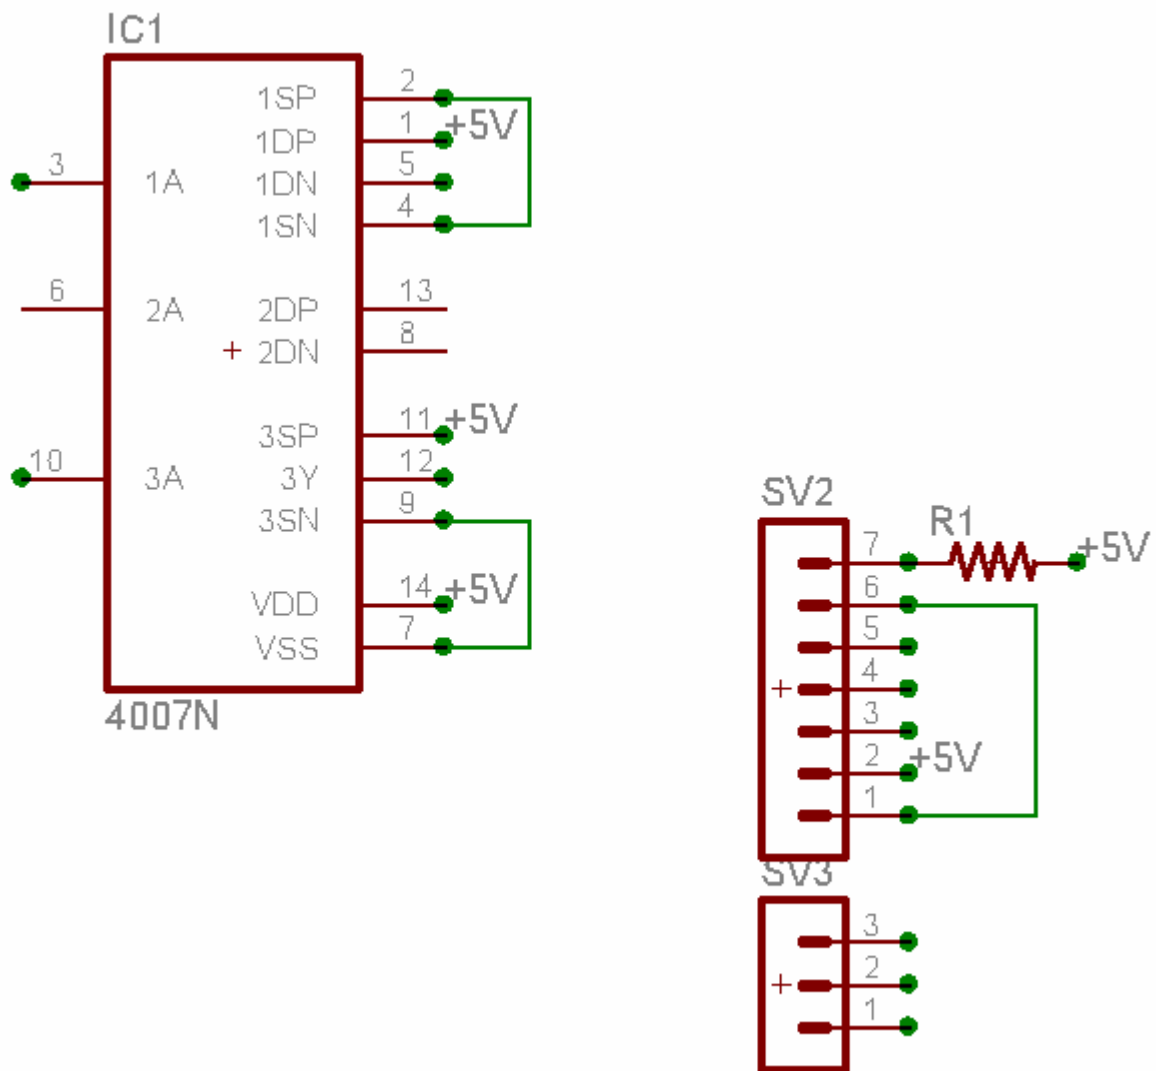 IC1
1SP 2
1DP 1 +5V
3 1A 1DN 5
1SN 4
6 2A 2DP 13
+ 2DN 8
3SP 11 +5V
10 3A 3Y 12
3SN 9
VDD 14 +5V
VSS 7
4007N
SV2
R1
7 +5V
6
5
+ 4
3
2 +5V
1
SV3
3
+ 2
1